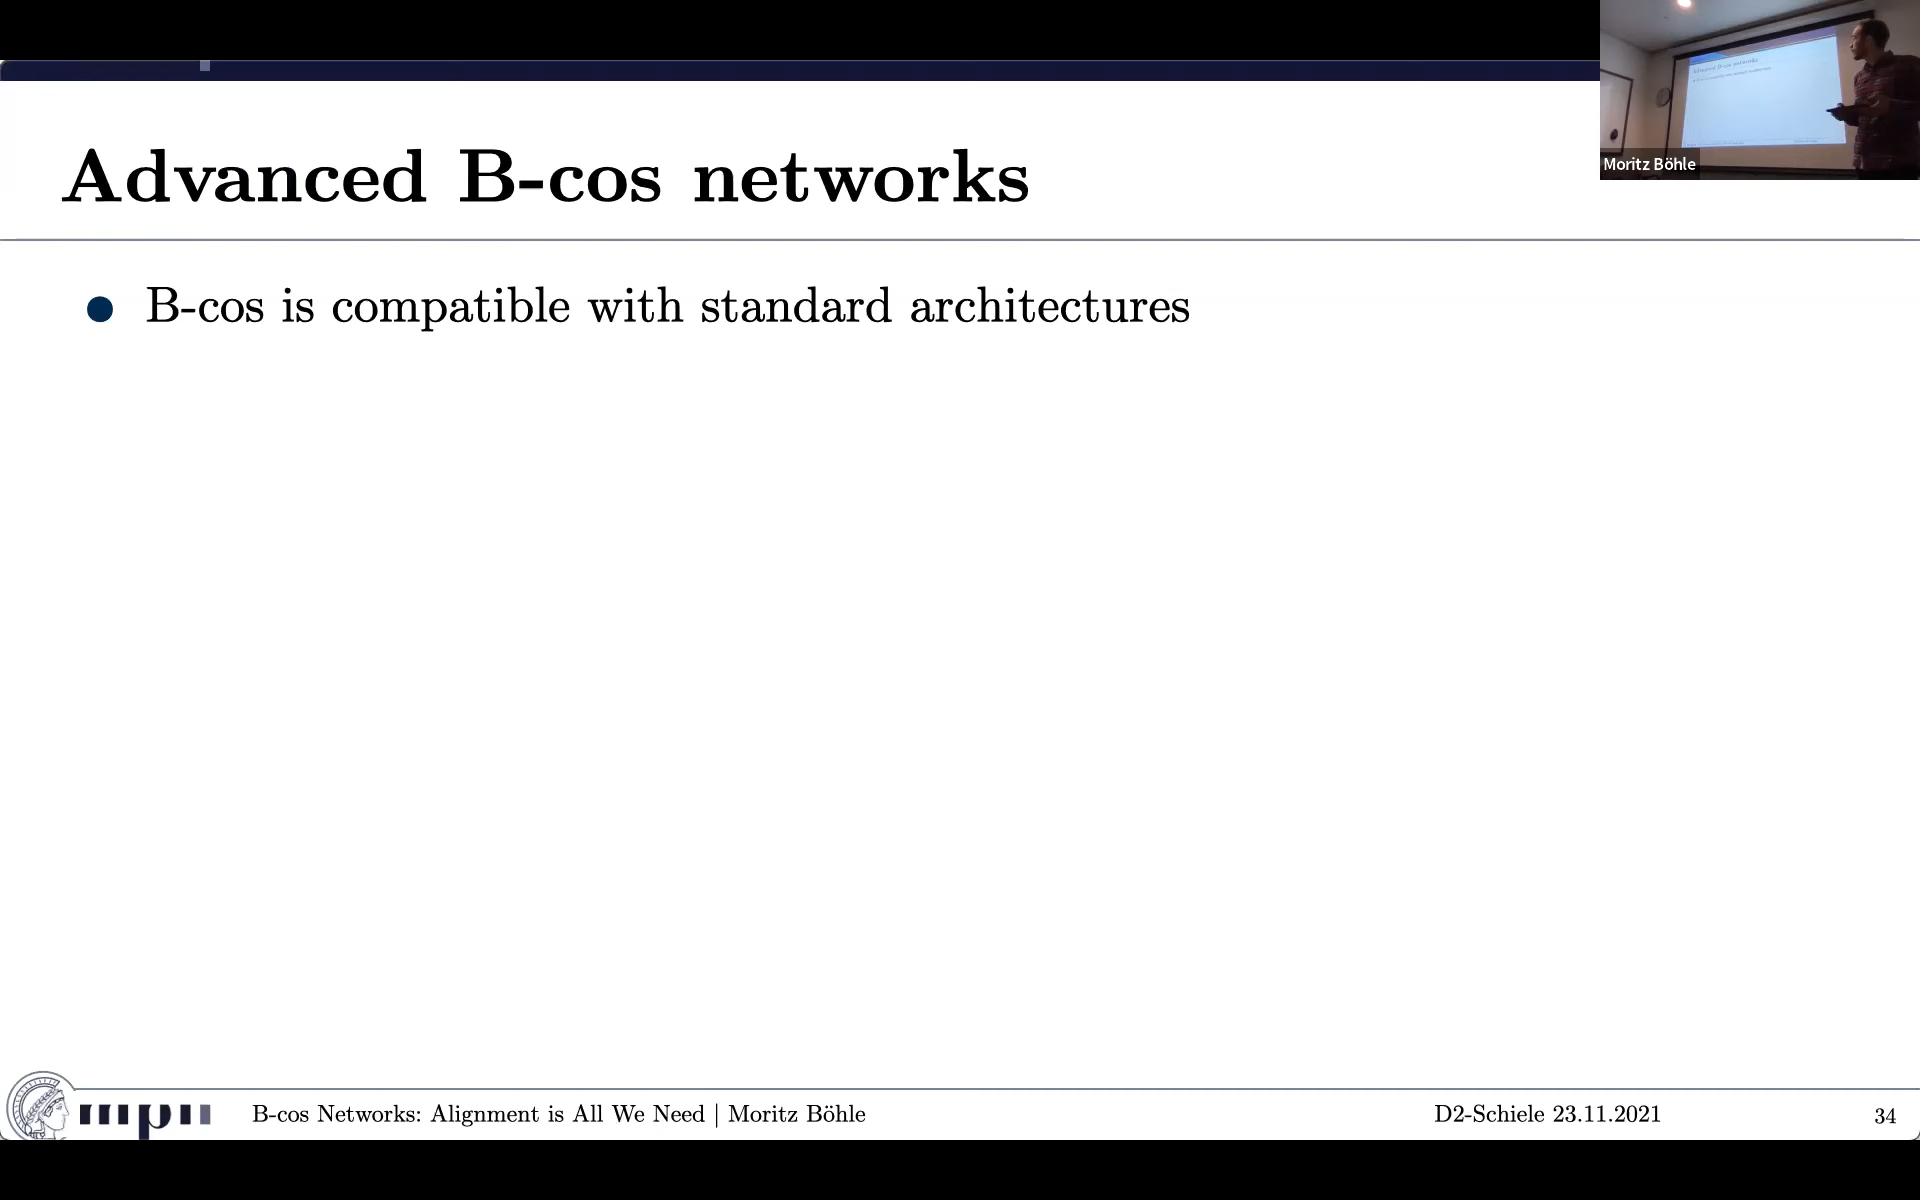 Moritz Böhle
Advanced B-cos networks
B-cos is compatible with standard architectures
mpii
B-cos Networks: Alignment is All We Need | Moritz Böhle
D2-Schiele 23.11.2021
34